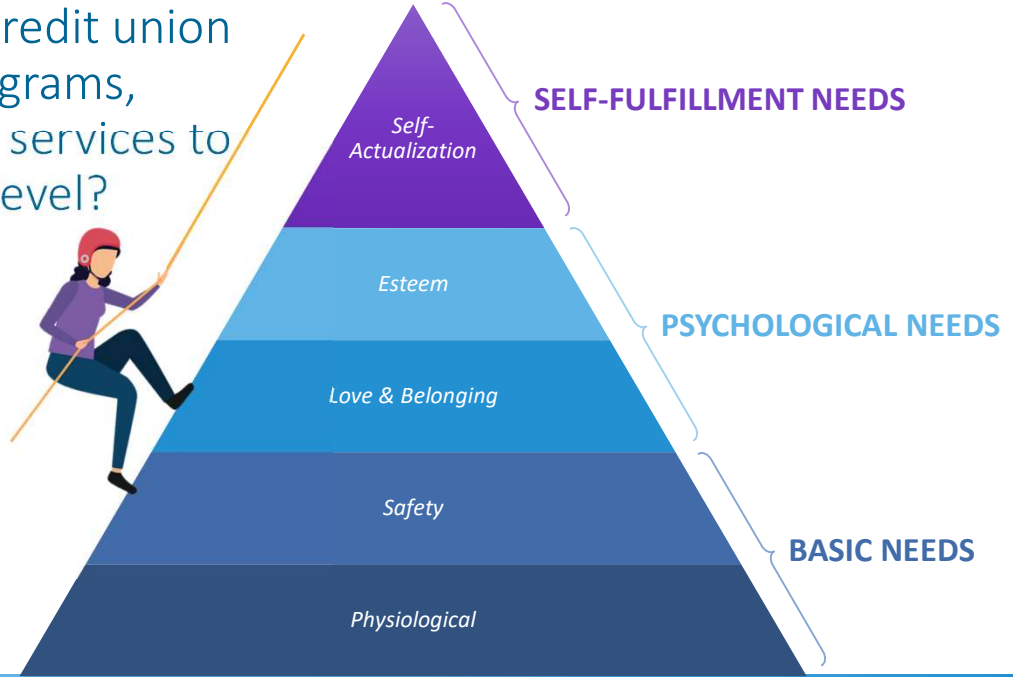 redit union
grams,
services to
evel?
SELF-FULFILLMENT NEEDS
Self-
Actualization
Esteem
PSYCHOLOGICAL NEEDS
Love & Belonging
Safety
BASIC NEEDS
Physiological